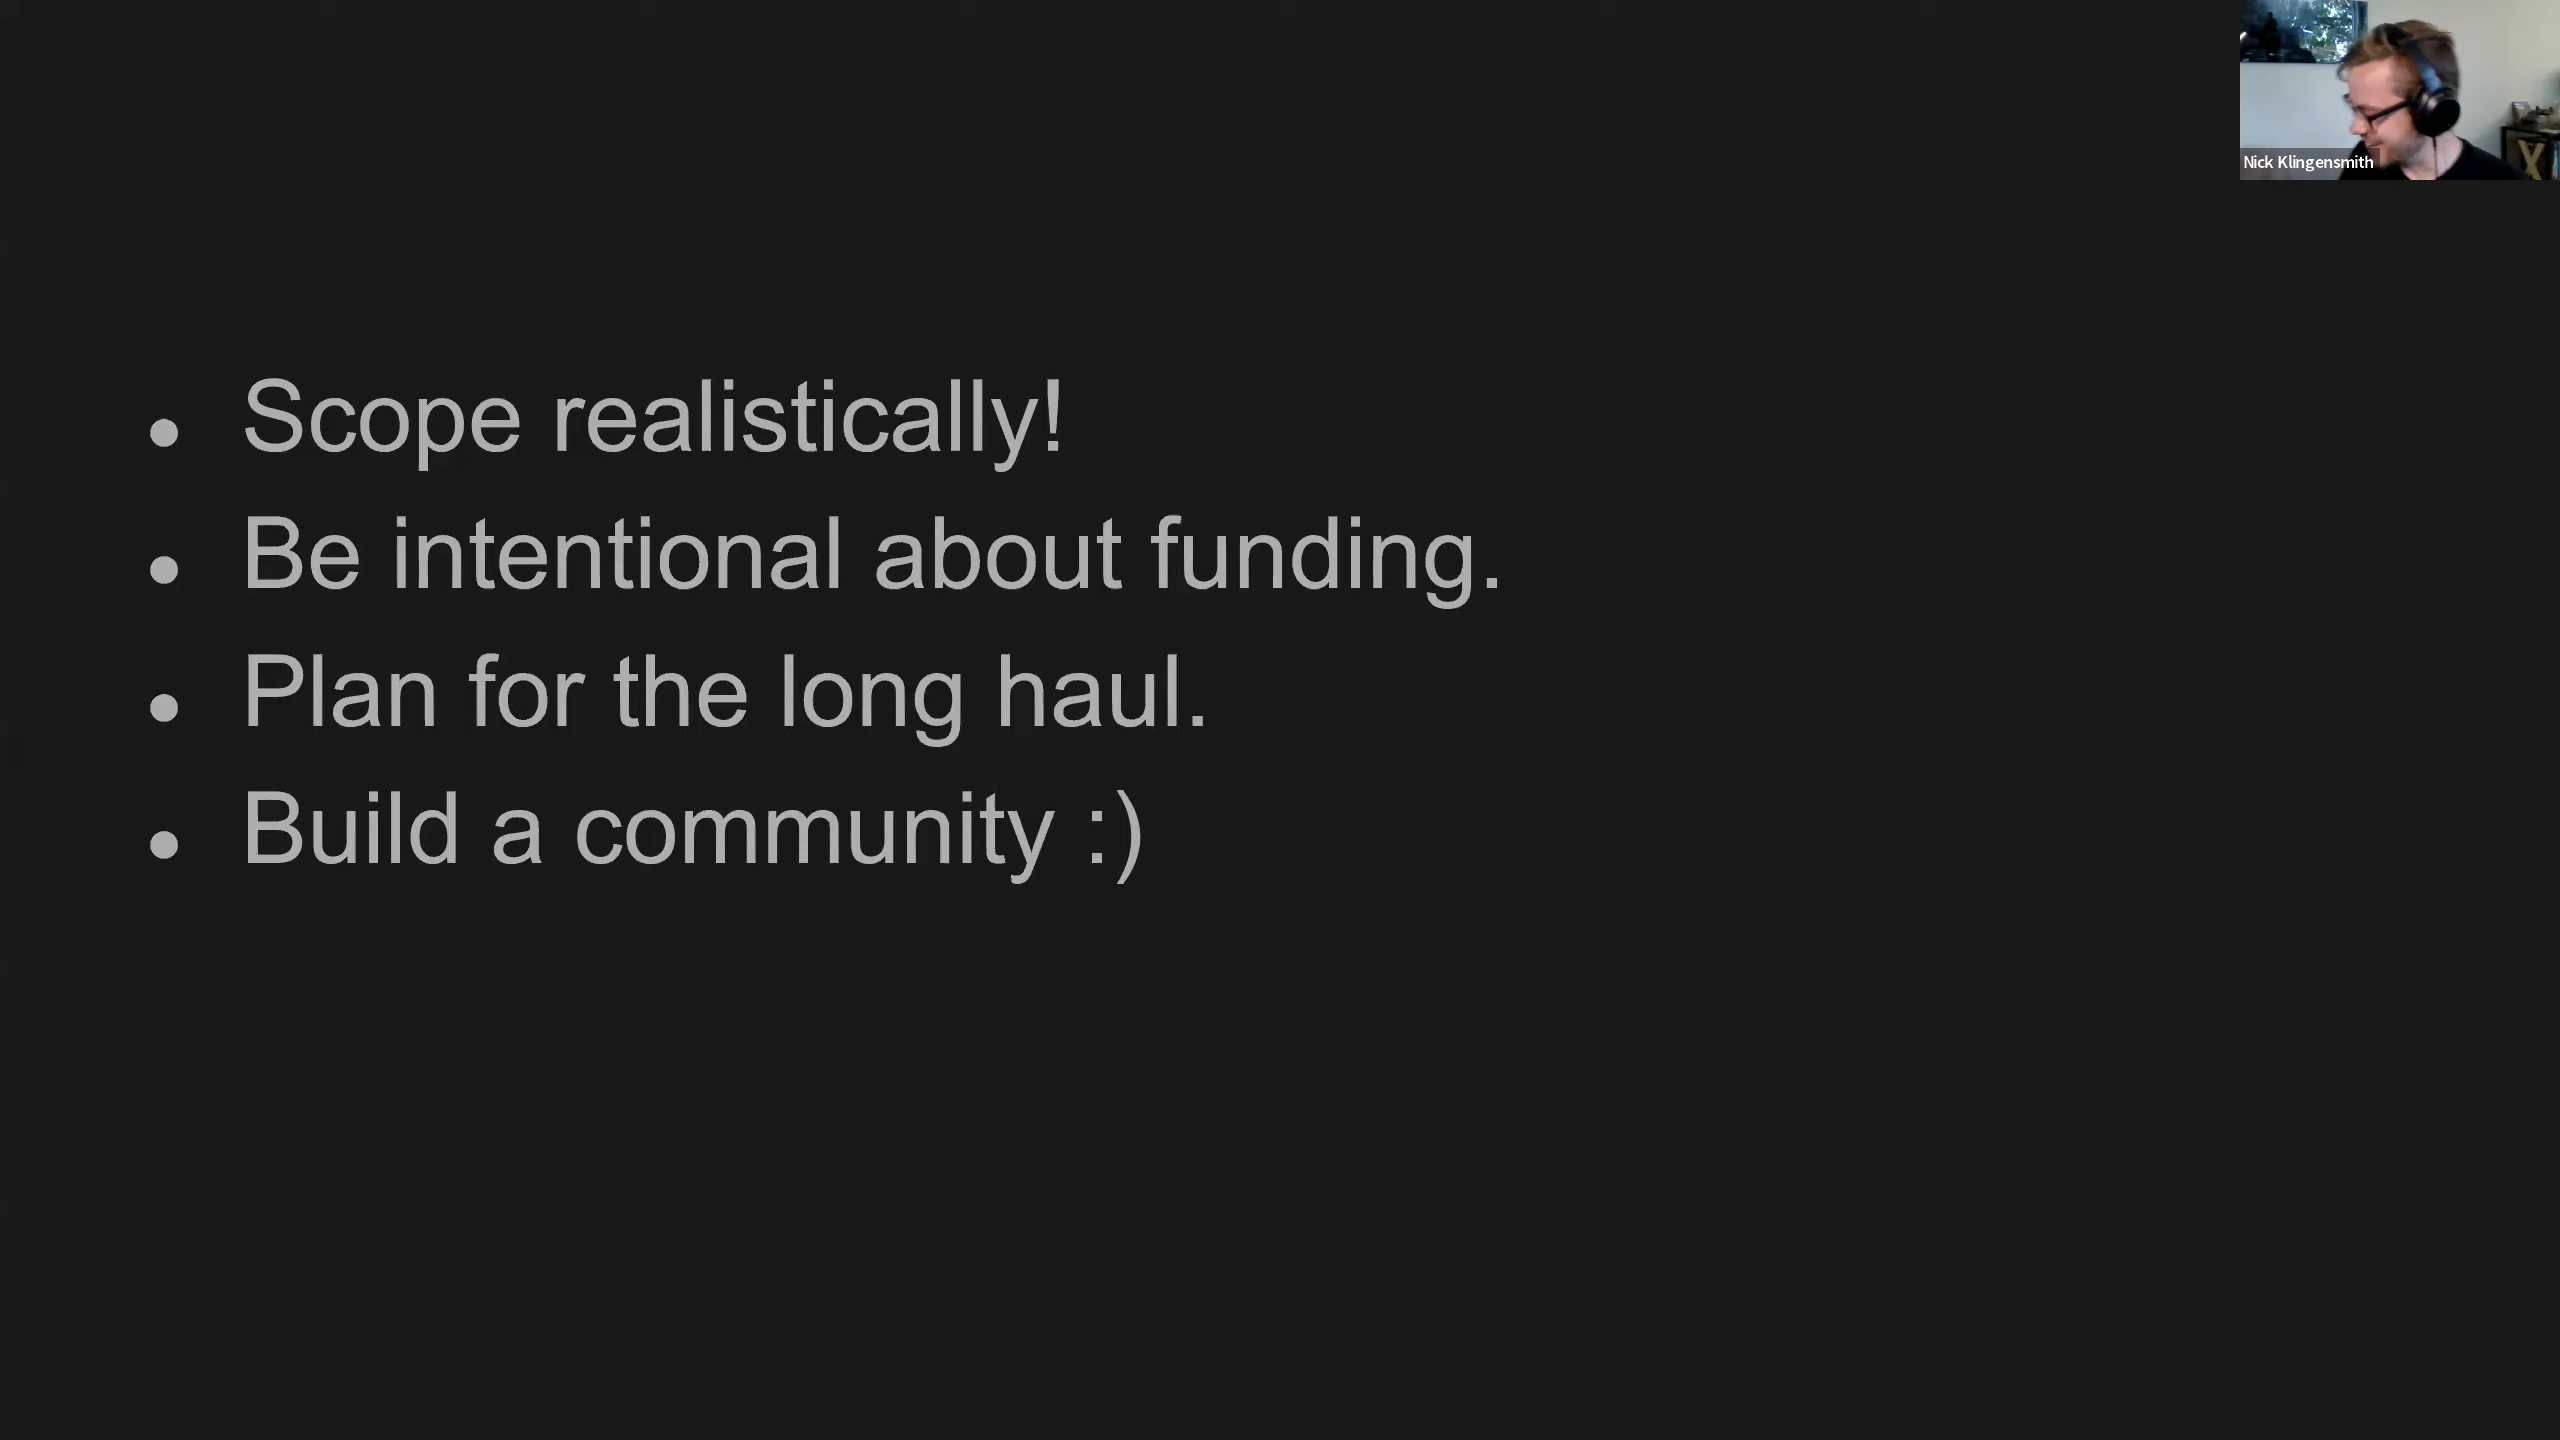 Nick Klingensmith
● Scope realistically!
● Be intentional about funding.
● Plan for the long haul.
● Build a community :)